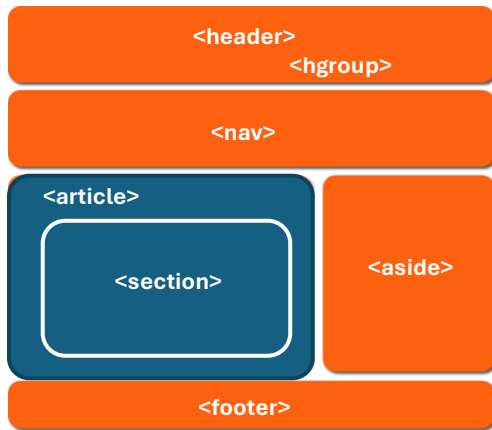 <header>
<hgroup>
<nav>
<article>
<section>
<aside>
<footer>